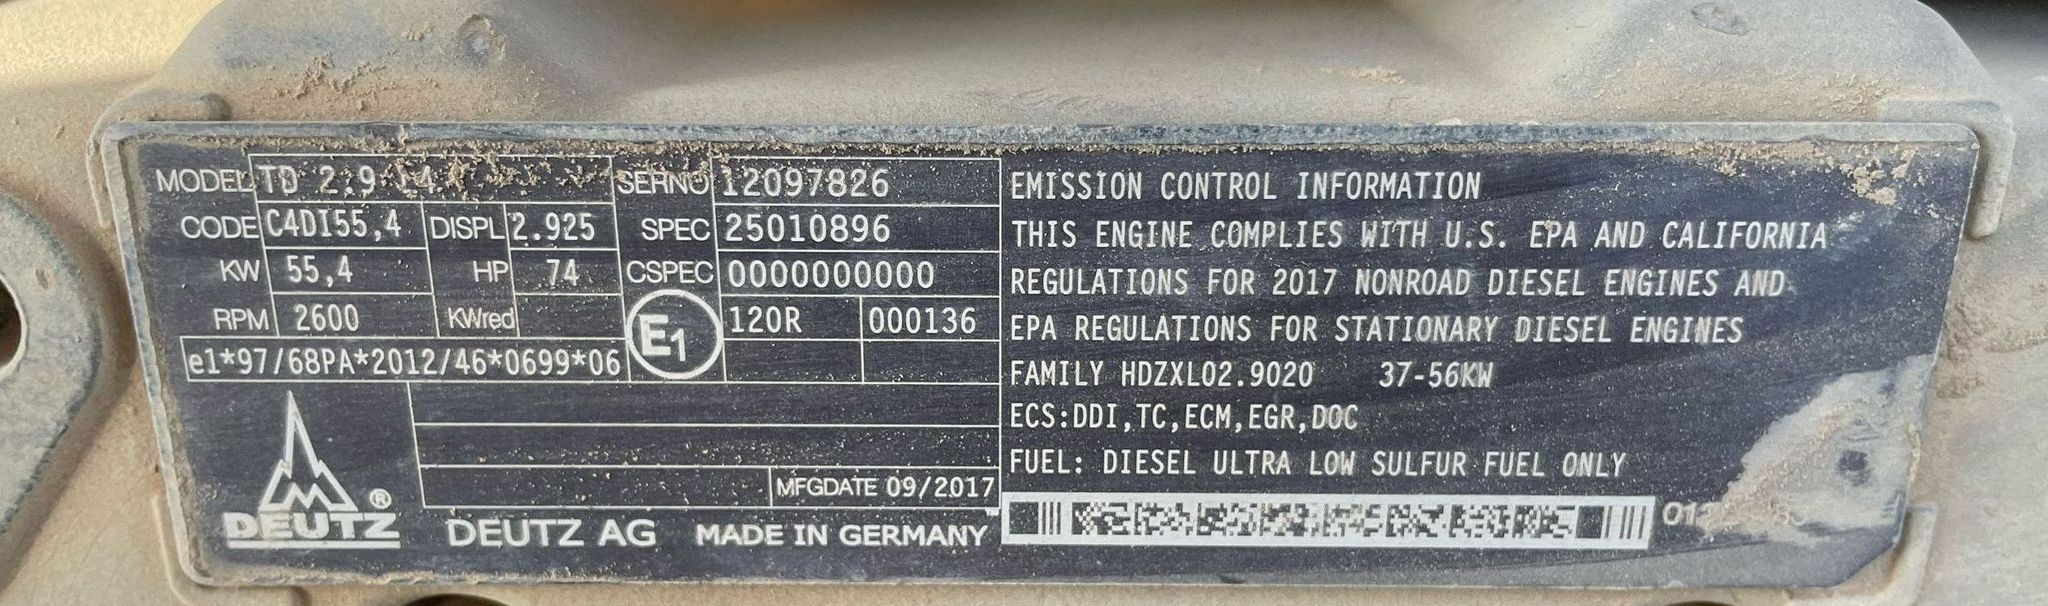 MODEL TD 2.9 L4 SERNO 12097826
CODE C4DI55,4 DISPL 2.925 SPEC 25010896
KW 55,4 HP 74 CSPEC 0000000000
RPM 2600 KWred E1 120R 000136
e1*97/68PA*2012/46*0699*06
MFGDATE 09/2017
DEUTZ ® DEUTZ AG MADE IN GERMANY
EMISSION CONTROL INFORMATION
THIS ENGINE COMPLIES WITH U.S. EPA AND CALIFORNIA
REGULATIONS FOR 2017 NONROAD DIESEL ENGINES AND
EPA REGULATIONS FOR STATIONARY DIESEL ENGINES
FAMILY HDZXL02.9020 37-56KW
ECS:DDI,TC,ECM,EGR,DOC
FUEL: DIESEL ULTRA LOW SULFUR FUEL ONLY